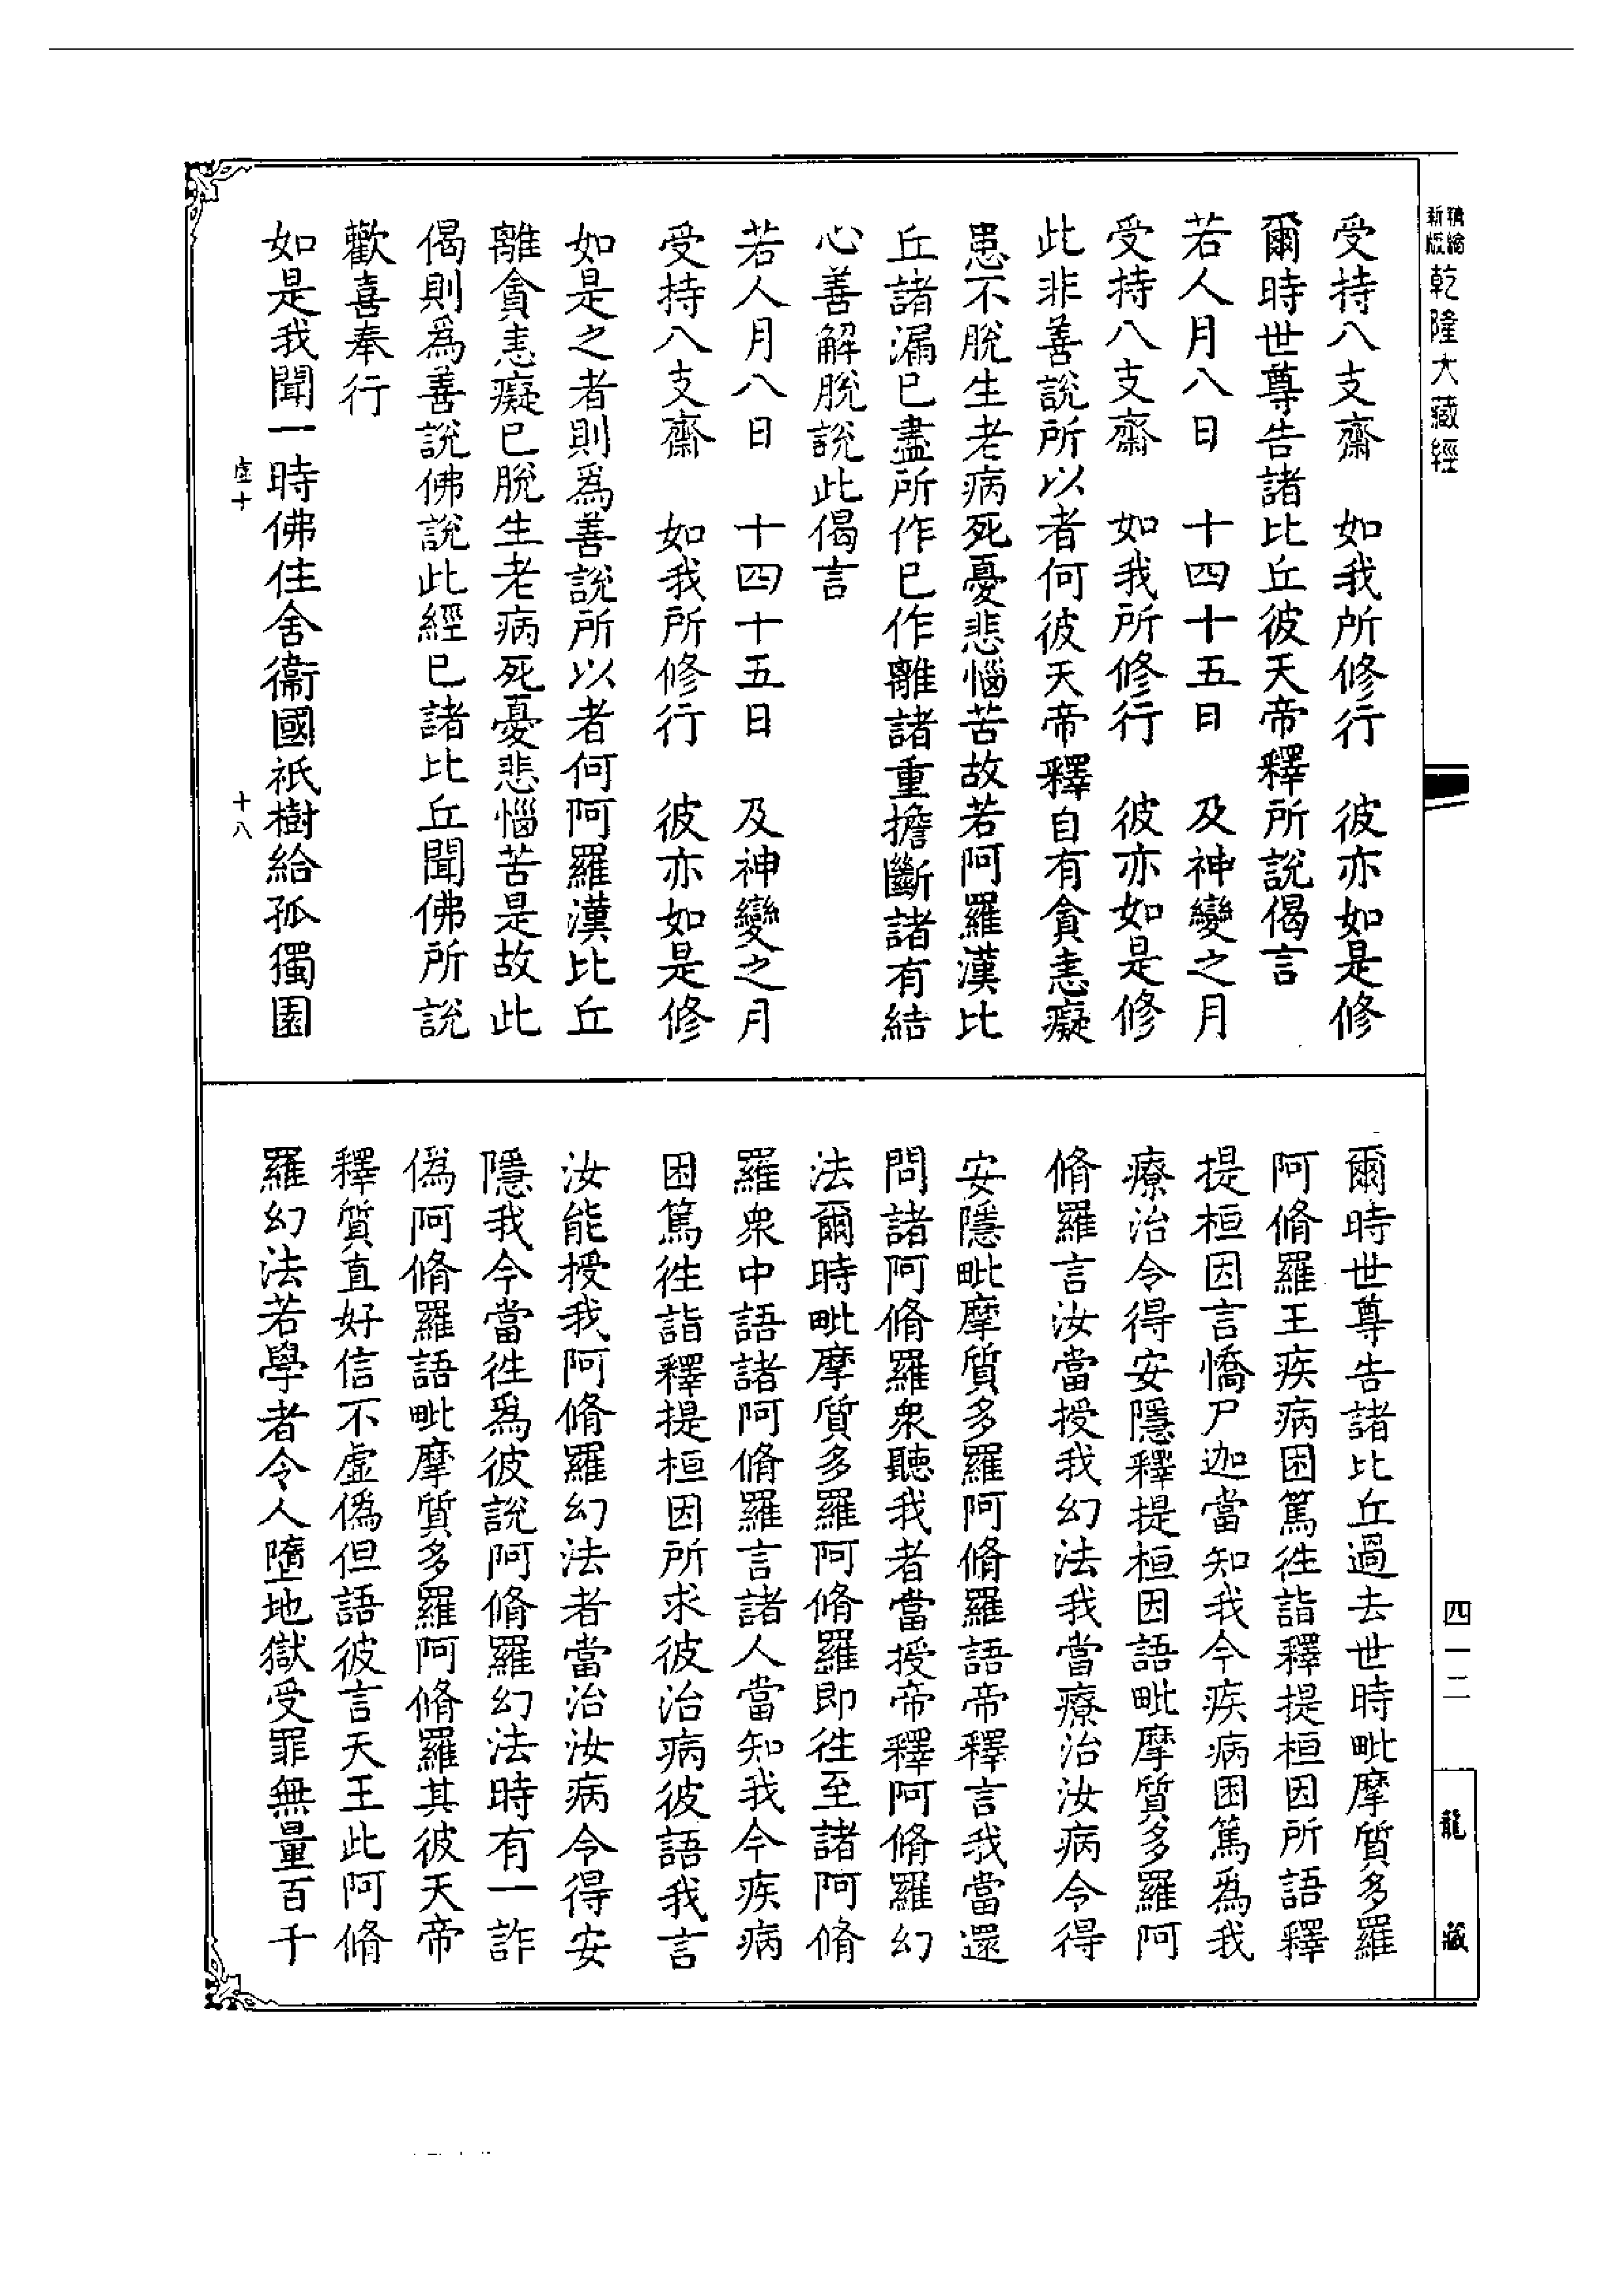 精繪新版 乾隆大藏經
受持八支齋　如我所修行　彼亦如是修
爾時世尊告諸比丘彼天帝釋所說偈言
若人月八日　十四十五日　及神變之月
受持八支齋　如我所修行　彼亦如是修
此非善說所以者何彼天帝釋自有貪恚癡
患不脫生老病死憂悲惱苦故若阿羅漢比
丘諸漏已盡所作已作離諸重擔斷諸有結
心善解脫說此偈言
若人月八日　十四十五日　及神變之月
受持八支齋　如我所修行　彼亦如是修
如是之者則為善說所以者何阿羅漢比丘
離貪恚癡已脫生老病死憂悲惱苦是故此
偈則為善說佛說此經已諸比丘聞佛所說
歡喜奉行
如是我聞一時佛住舍衞國祇樹給孤獨園
虛十　十八
爾時世尊告諸比丘過去世時毗摩質多羅
阿脩羅王疾病困篤往詣釋提桓因所語釋
提桓因言憍尸迦當知我今疾病困篤為我
療治令得安隱釋提桓因語毗摩質多羅阿
脩羅言汝當授我幻法我當療治汝病令得
安隱毗摩質多羅阿脩羅語帝釋言我當還
問諸阿脩羅衆聽我者當授帝釋阿脩羅幻
法爾時毗摩質多羅阿脩羅即往至諸阿脩
羅衆中語諸阿脩羅言諸人當知我今疾病
困篤往詣釋提桓因所求彼治病彼語我言
汝能授我阿脩羅幻法者當治汝病令得安
隱我今當往為彼說阿脩羅幻法時有一詐
偽阿脩羅語毗摩質多羅阿脩羅其彼天帝
釋質直好信不虛偽但語彼言天王此阿脩
羅幻法若學者令人墮地獄受罪無量百千
四一二
龍藏